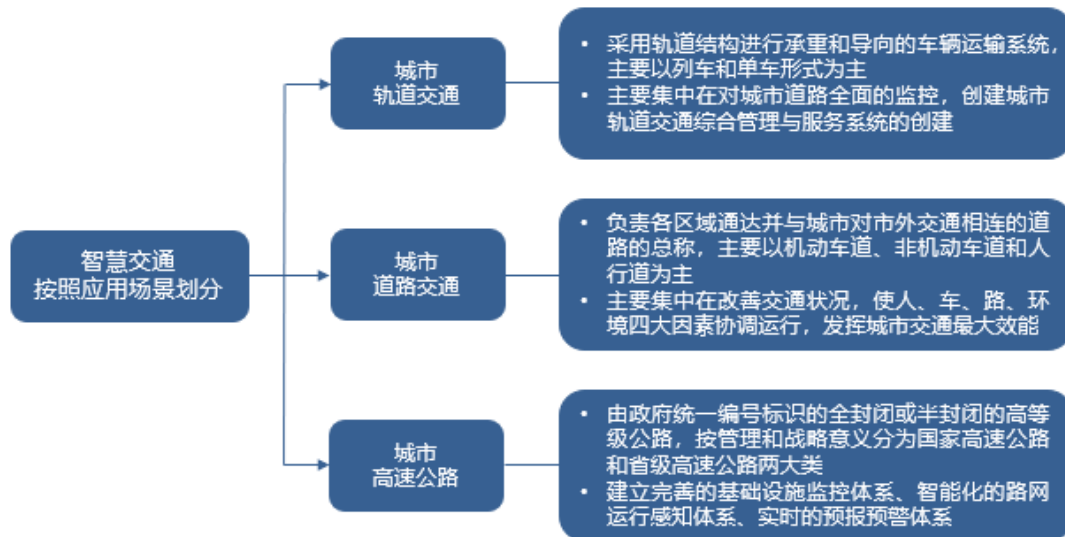 智慧交通
按照应用场景划分
城市
轨道交通
• 采用轨道结构进行承重和导向的车辆运输系统，
主要以列车和单车形式为主
• 主要集中在对城市道路全面的监控，创建城市
轨道交通综合管理与服务系统的创建
城市
道路交通
• 负责各区域通达并与城市对市外交通相连的道
路的总称，主要以机动车道、非机动车道和人
行道为主
• 主要集中在改善交通状况，使人、车、路、环
境四大因素协调运行，发挥城市交通最大效能
城市
高速公路
• 由政府统一编号标识的全封闭或半封闭的高等
级公路，按管理和战略意义分为国家高速公路
和省级高速公路两大类
• 建立完善的基础设施监控体系、智能化的路网
运行感知体系、实时的预报预警体系